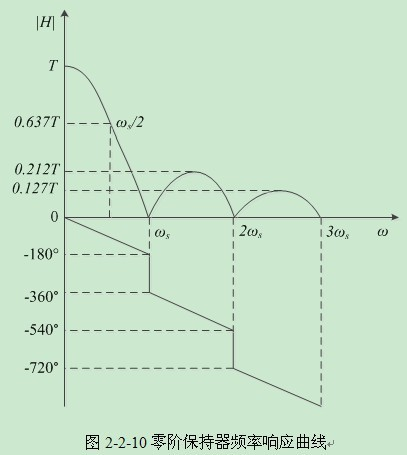 |H|
T
0.637T
ωs/2
0.212T
0.127T
0
ωs
2ωs
3ωs
ω
-180°
-360°
-540°
-720°
图 2-2-10 零阶保持器频率响应曲线